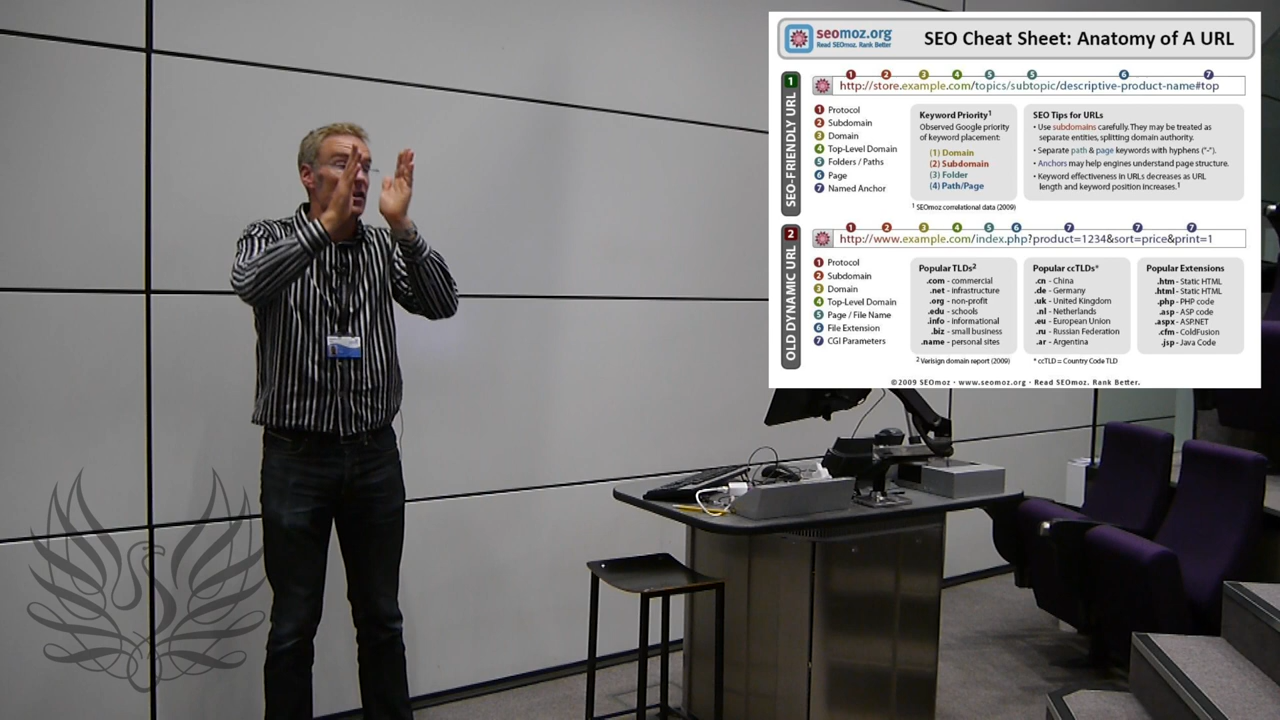 seomoz.org
Read SEOmoz. Rank Better.
SEO Cheat Sheet: Anatomy of A URL
1
SEO-FRIENDLY URL
1 2 3 4 5 5 6 7
http://store.example.com/topics/subtopic/descriptive-product-name#top
1 Protocol
2 Subdomain
3 Domain
4 Top-Level Domain
5 Folders / Paths
6 Page
7 Named Anchor
Keyword Priority1
Observed Google priority
of keyword placement:
(1) Domain
(2) Subdomain
(3) Folder
(4) Path/Page
1 SEOmoz correlational data (2009)
SEO Tips for URLs
• Use subdomains carefully. They may be treated as
separate entities, splitting domain authority.
• Separate path & page keywords with hyphens ("-").
• Anchors may help engines understand page structure.
• Keyword effectiveness in URLs decreases as URL
length and keyword position increases.1
2
OLD DYNAMIC URL
1 2 3 4 5 6 7 7 7
http://www.example.com/index.php?product=1234&sort=price&print=1
1 Protocol
2 Subdomain
3 Domain
4 Top-Level Domain
5 Page / File Name
6 File Extension
7 CGI Parameters
Popular TLDs2
.com - commercial
.net - infrastructure
.org - non-profit
.edu - schools
.info - informational
.biz - small business
.name - personal sites
2 Verisign domain report (2009)
Popular ccTLDs*
.cn - China
.de - Germany
.uk - United Kingdom
.nl - Netherlands
.eu - European Union
.ru - Russian Federation
.ar - Argentina
* ccTLD = Country Code TLD
Popular Extensions
.htm - Static HTML
.html - Static HTML
.php - PHP code
.asp - ASP code
.aspx - ASP.NET
.cfm - ColdFusion
.jsp - Java Code
©2009 SEOmoz · www.seomoz.org · Read SEOmoz. Rank Better.